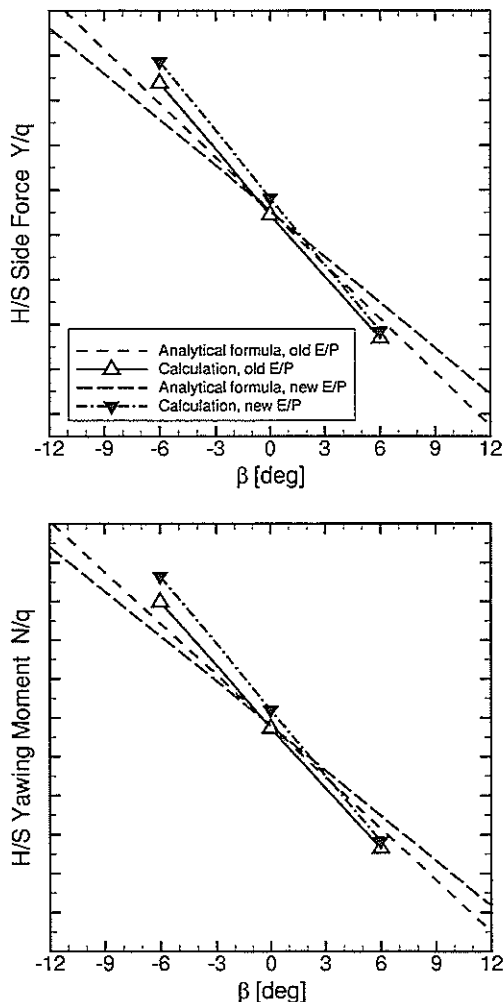 H/S Side Force Y/q
Analytical formula, old E/P
Calculation, old E/P
Analytical formula, new E/P
Calculation, new E/P
-12 -9 -6 -3 0 3 6 9 12
β [deg]
H/S Yawing Moment N/q
-12 -9 -6 -3 0 3 6 9 12
β [deg]